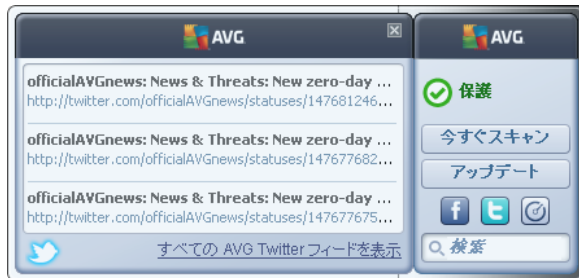 AVG
officialAVGnews: News & Threats: New zero-day ...
http://twitter.com/officialAVGnews/statuses/147681246...
officialAVGnews: News & Threats: New zero-day ...
http://twitter.com/officialAVGnews/statuses/147677682...
officialAVGnews: News & Threats: New zero-day ...
http://twitter.com/officialAVGnews/statuses/147677675...
すべての AVG Twitter フィードを表示
AVG
保護
今すぐスキャン
アップデート
検索